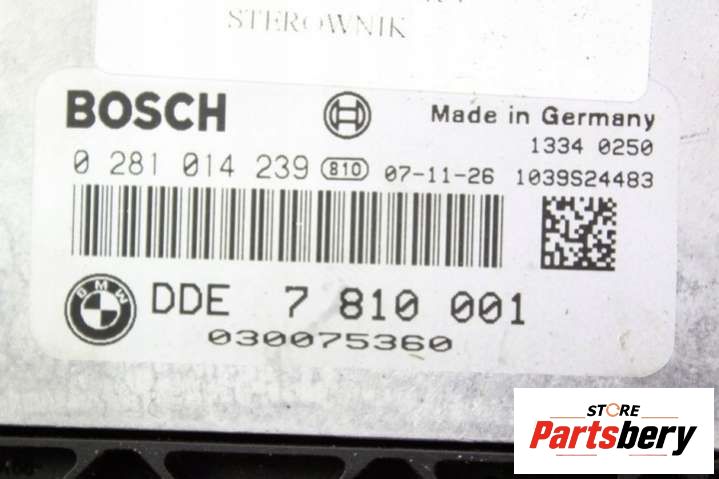 STEROWNIK
BOSCH
Made in Germany
1334 0250
0 281 014 239 810 07-11-26 1039S24483
BMW
DDE 7 810 001
030075360
STORE
Partsbery